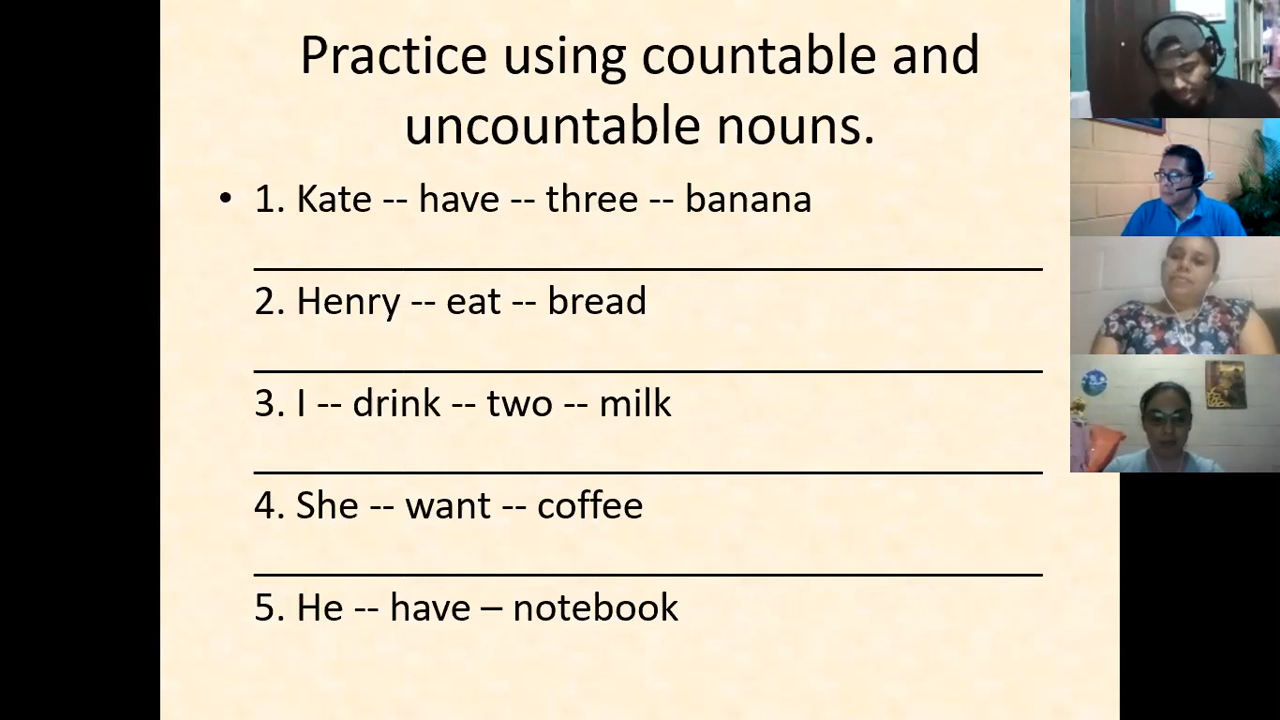 Practice using countable and
uncountable nouns.
• 1. Kate -- have -- three -- banana
2. Henry -- eat -- bread
3. I -- drink -- two -- milk
4. She -- want -- coffee
5. He -- have – notebook